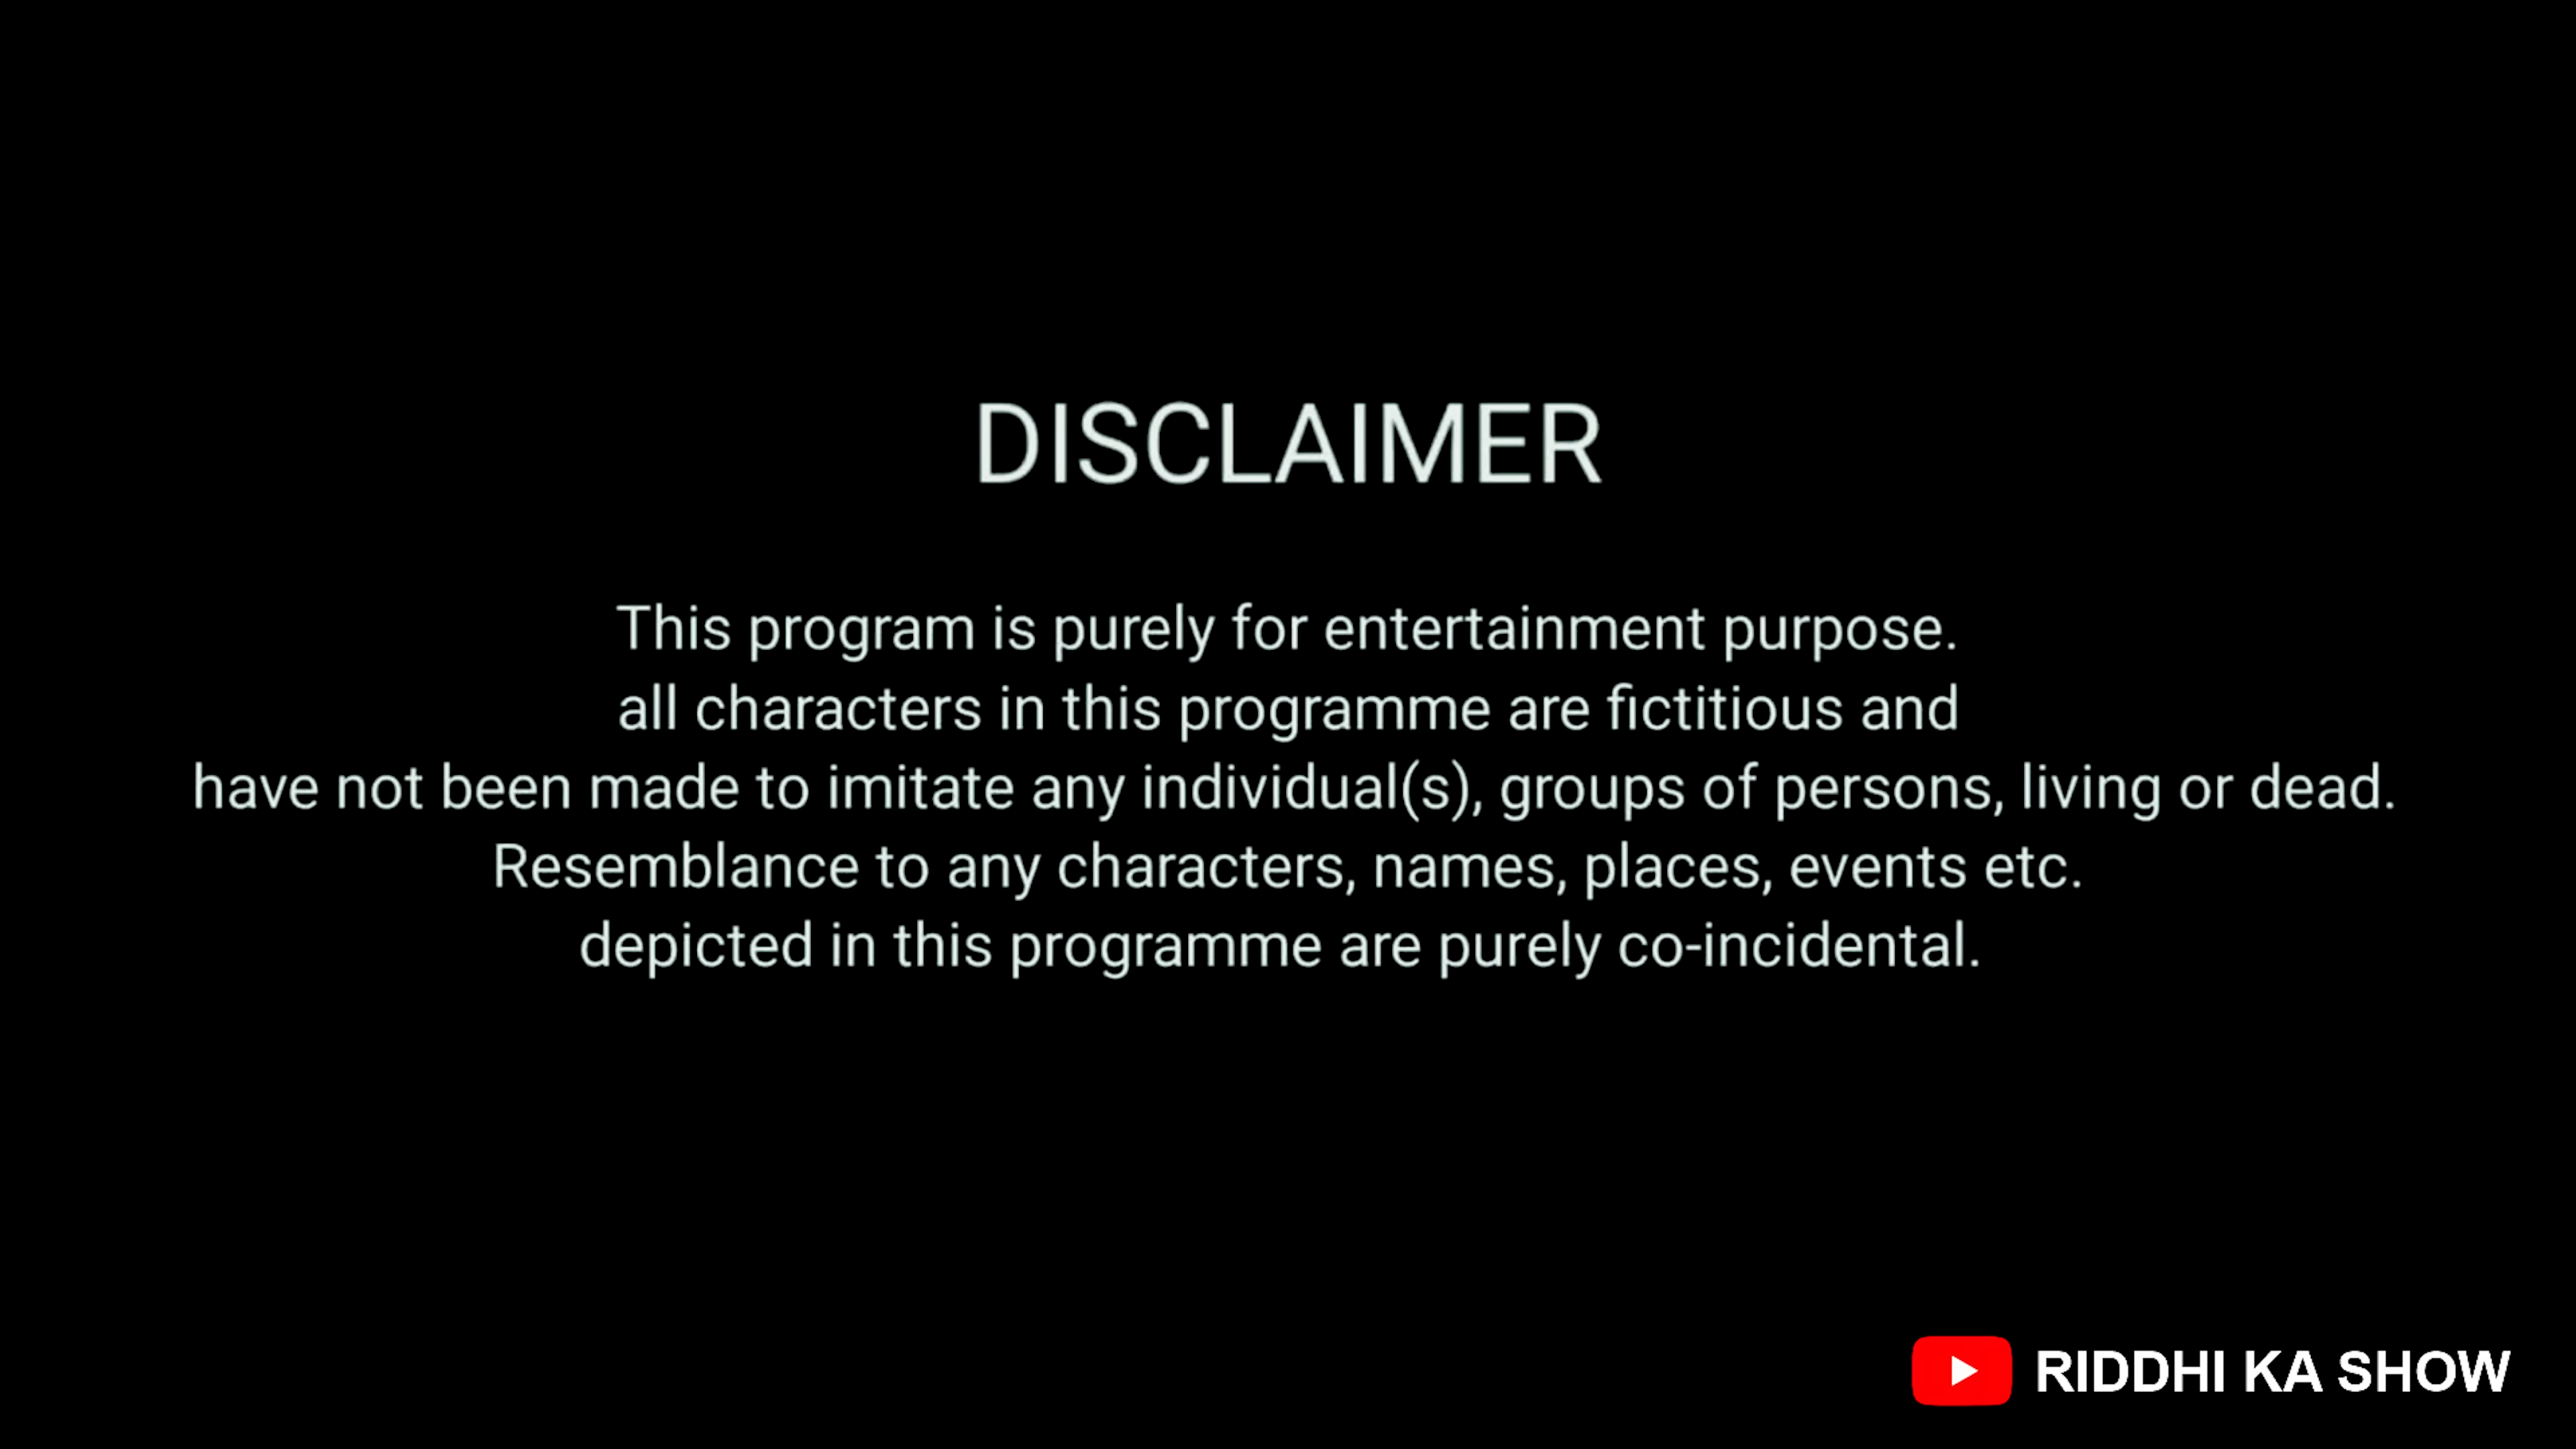 DISCLAIMER
This program is purely for entertainment purpose.
all characters in this programme are fictitious and
have not been made to imitate any individual(s), groups of persons, living or dead.
Resemblance to any characters, names, places, events etc.
depicted in this programme are purely co-incidental.
RIDDHI KA SHOW